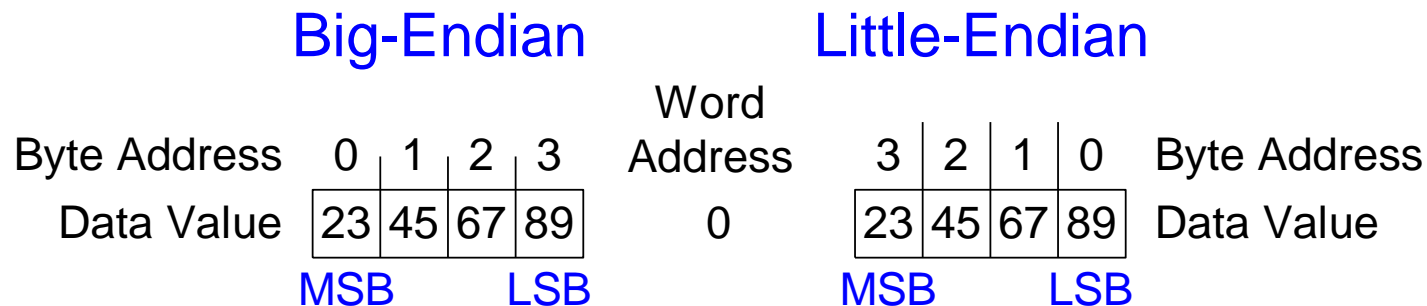 Big-Endian Little-Endian
Word
Byte Address 0 1 2 3 Address 3 2 1 0 Byte Address
Data Value 23 45 67 89 0 23 45 67 89 Data Value
MSB LSB MSB LSB